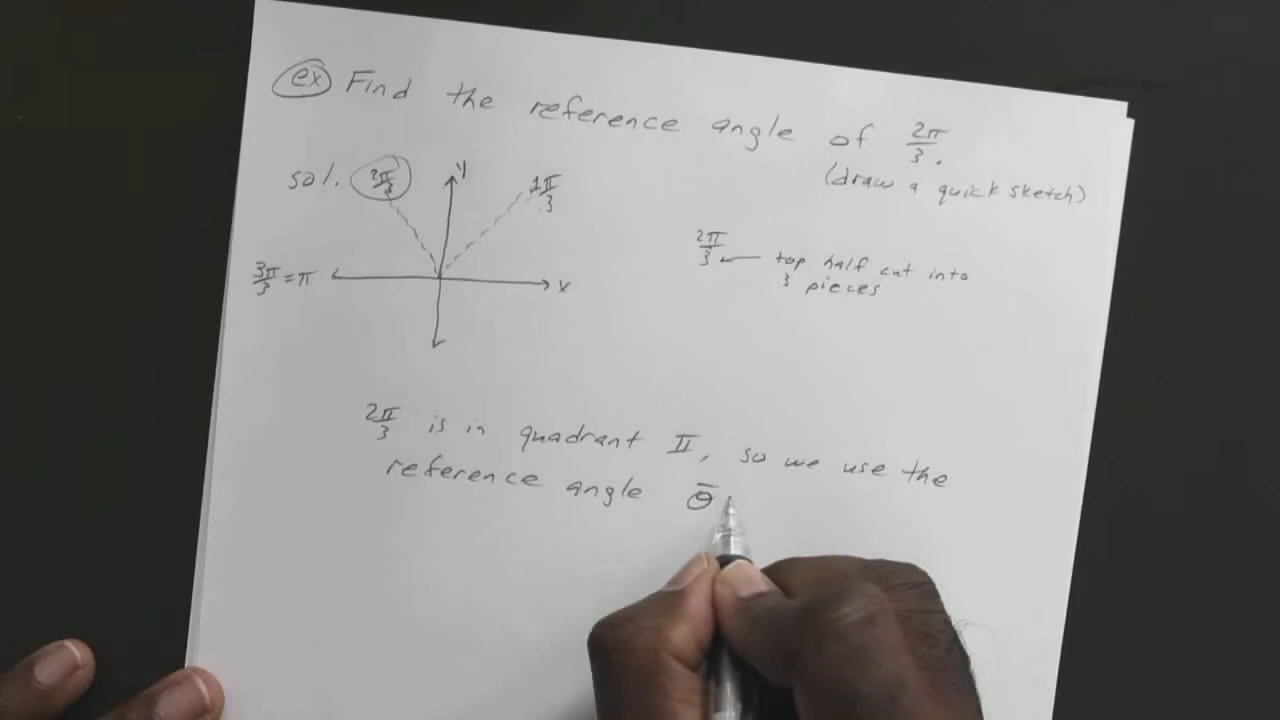 ex Find the reference angle of 2π/3.
(draw a quick sketch)
sol. 2π/3 y 1π/3
3π/3 = π x
2π/3 ← top half cut into
3 pieces
2π/3 is in quadrant II, so we use the
reference angle θ̄